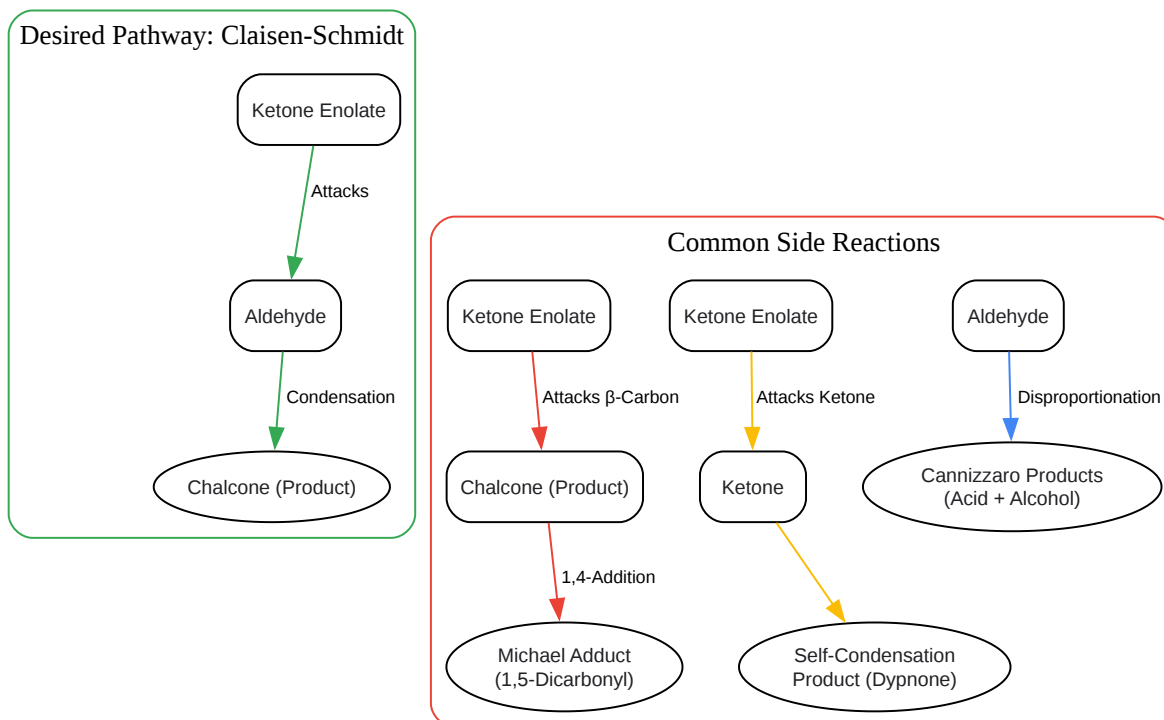 Desired Pathway: Claisen-Schmidt
Ketone Enolate
Attacks
Aldehyde
Condensation
Chalcone (Product)
Common Side Reactions
Ketone Enolate
Attacks β-Carbon
Chalcone (Product)
1,4-Addition
Michael Adduct
(1,5-Dicarbonyl)
Ketone Enolate
Attacks Ketone
Ketone
Self-Condensation
Product (Dypnone)
Aldehyde
Disproportionation
Cannizzaro Products
(Acid + Alcohol)